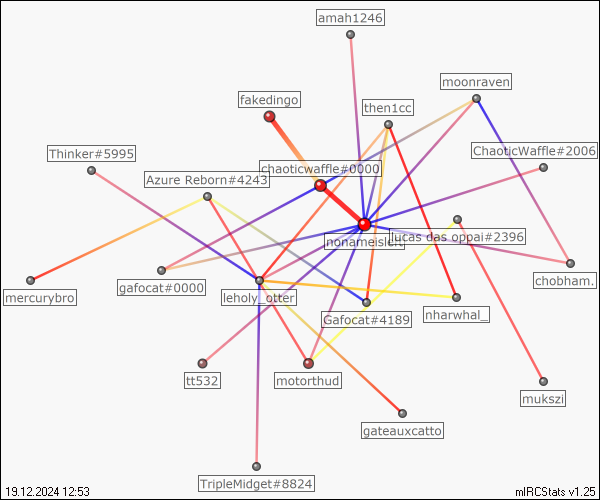 amah1246
moonraven
fakedingo
then1cc
Thinker#5995
ChaoticWaffle#2006
chaoticwaffle#0000
Azure Reborn#4243
lucas das oppai#2396
mercurybro
gafocat#0000
leholy_otter
chobham.
Gafocat#4189
nharwhal_
tt532
motorthud
mukszi
gateauxcatto
TripleMidget#8824
19.12.2024 12:53
mIRCStats v1.25